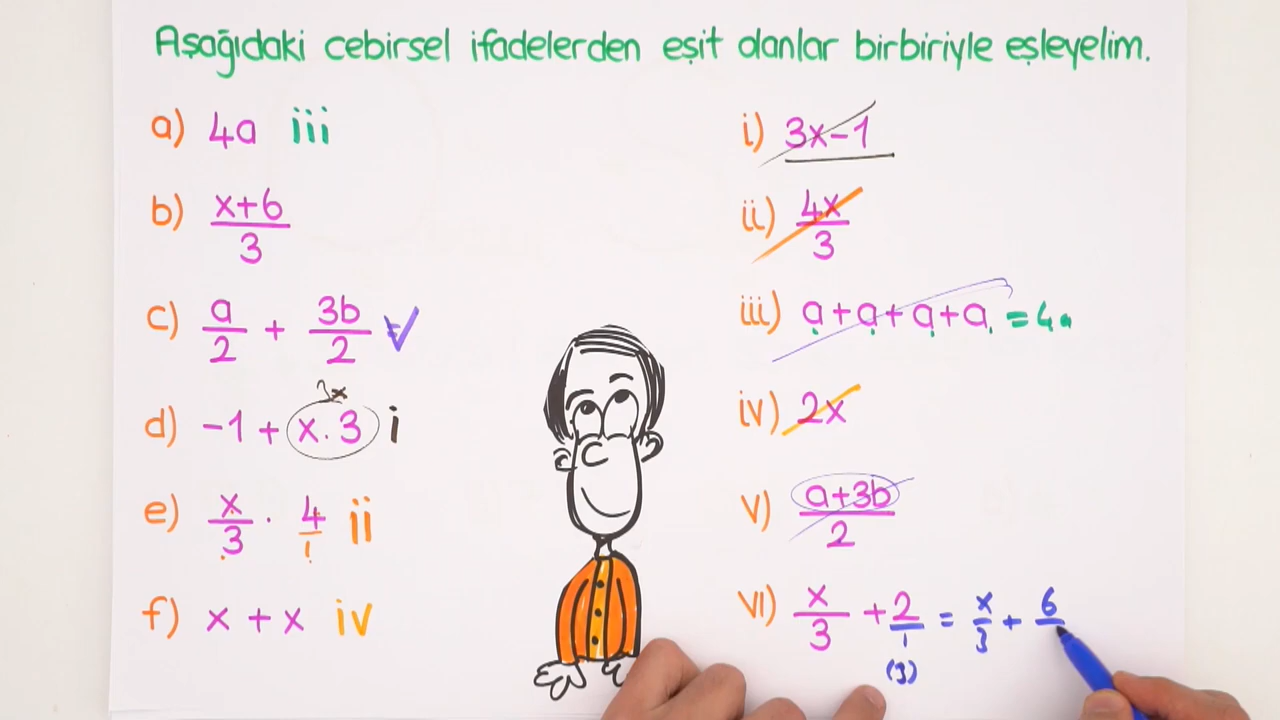 Aşağıdaki cebirsel ifadelerden eşit olanlar birbiriyle eşleyelim.
a) 4a iii
b) x+6/3
c) a/2 + 3b/2 = v
3x
d) -1 + x.3 i
e) x/3 . 4/1 ii
f) x + x iv
i) 3x-1
ii) 4x/3
iii) a+a+a+a = 4a
iv) 2x
v) a+3b/2
vi) x/3 + 2/1 = x/3 + 6
(3)